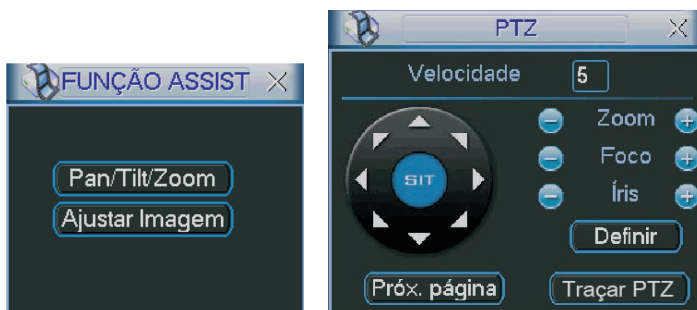 FUNÇÃO ASSIST
Pan/Tilt/Zoom
Ajustar Imagem
PTZ
Velocidade 5
Zoom
Foco
SIT
Íris
Definir
Próx. página Traçar PTZ